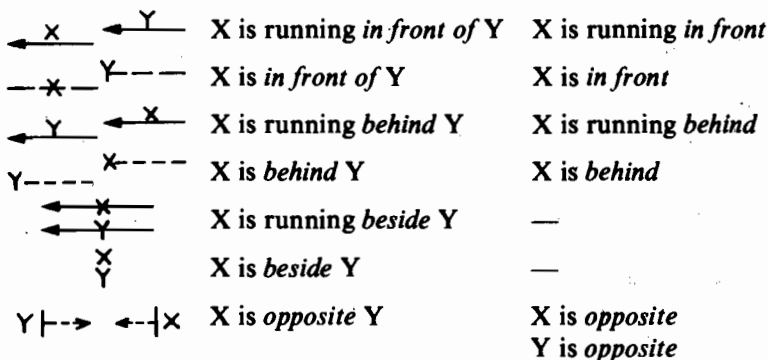 X Y X is running in front of Y X is running in front
X Y X is in front of Y X is in front
Y X X is running behind Y X is running behind
Y X X is behind Y X is behind
X
Y X is running beside Y —
X
Y X is beside Y —
Y X X is opposite Y X is opposite
Y is opposite